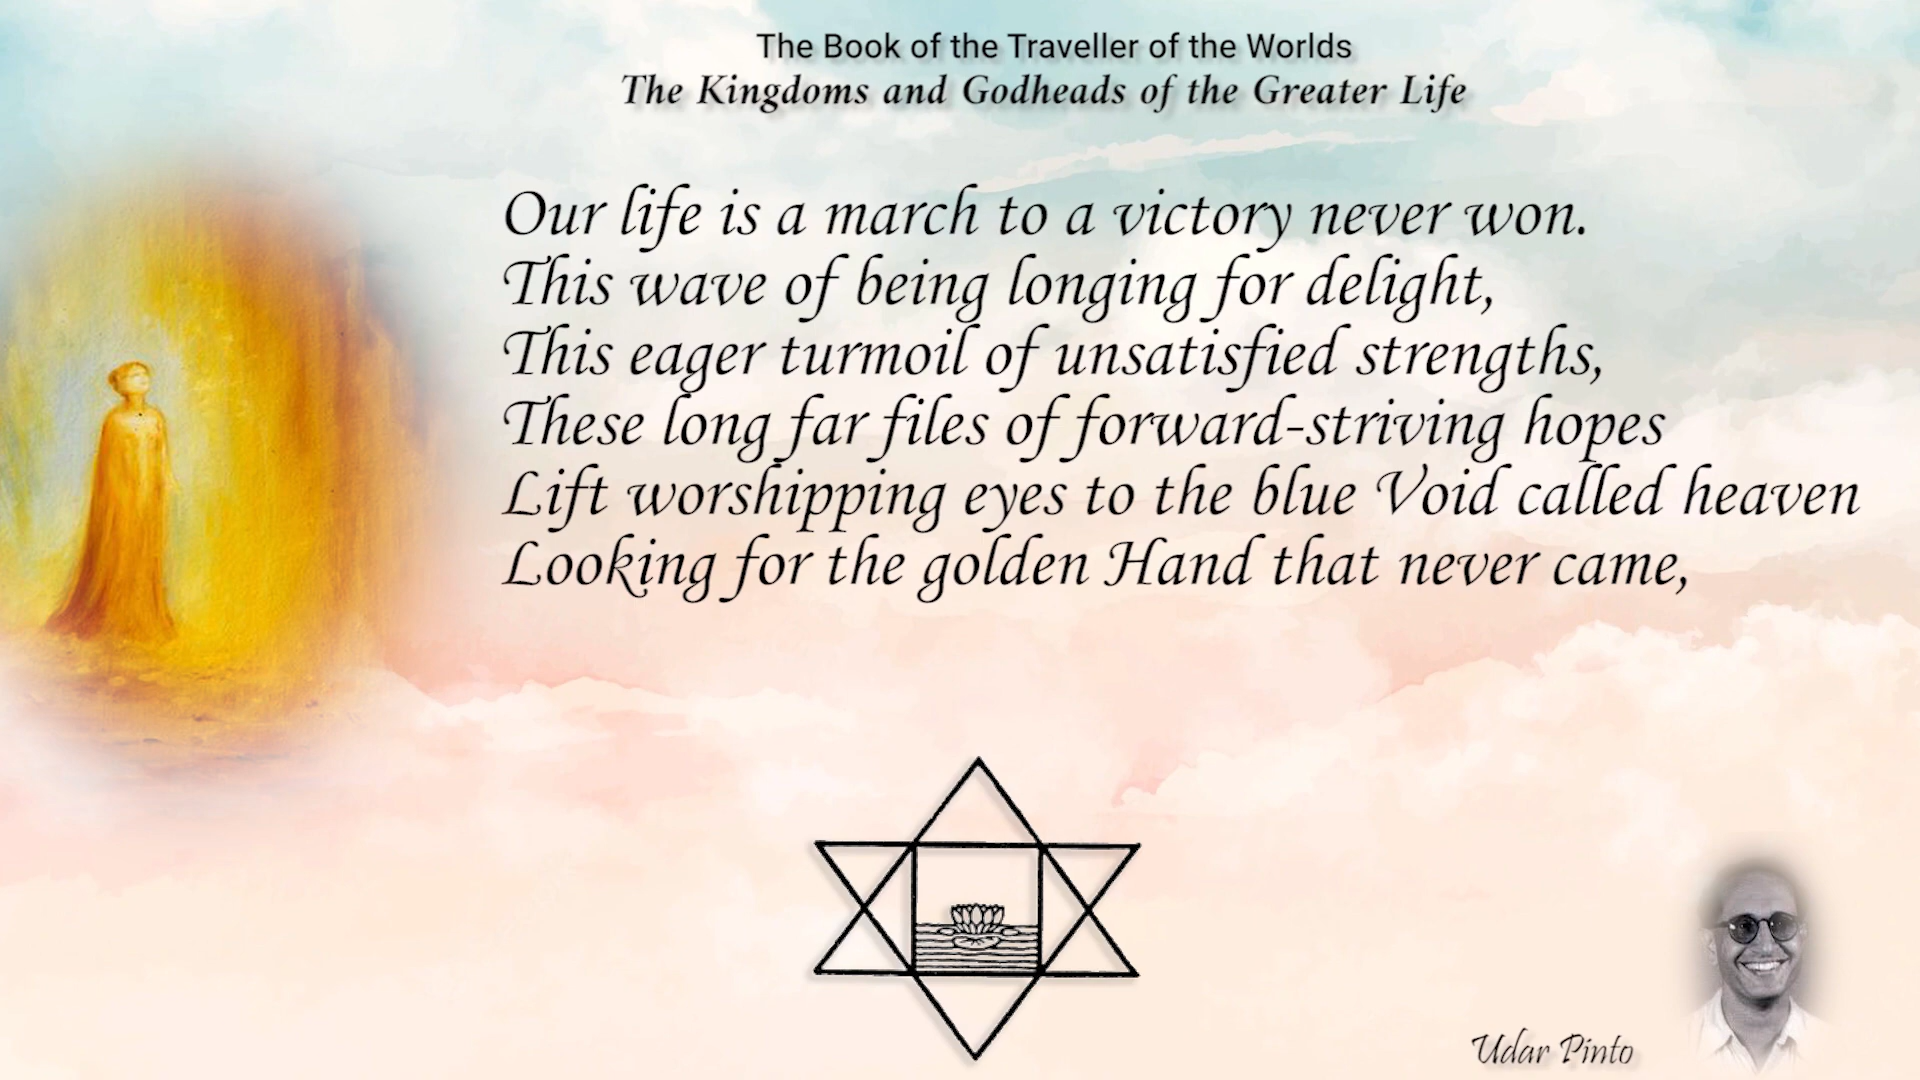 The Book of the Traveller of the Worlds
The Kingdoms and Godheads of the Greater Life
Our life is a march to a victory never won.
This wave of being longing for delight,
This eager turmoil of unsatisfied strengths,
These long far files of forward-striving hopes
Lift worshipping eyes to the blue Void called heaven
Looking for the golden Hand that never came,
Udar Pinto